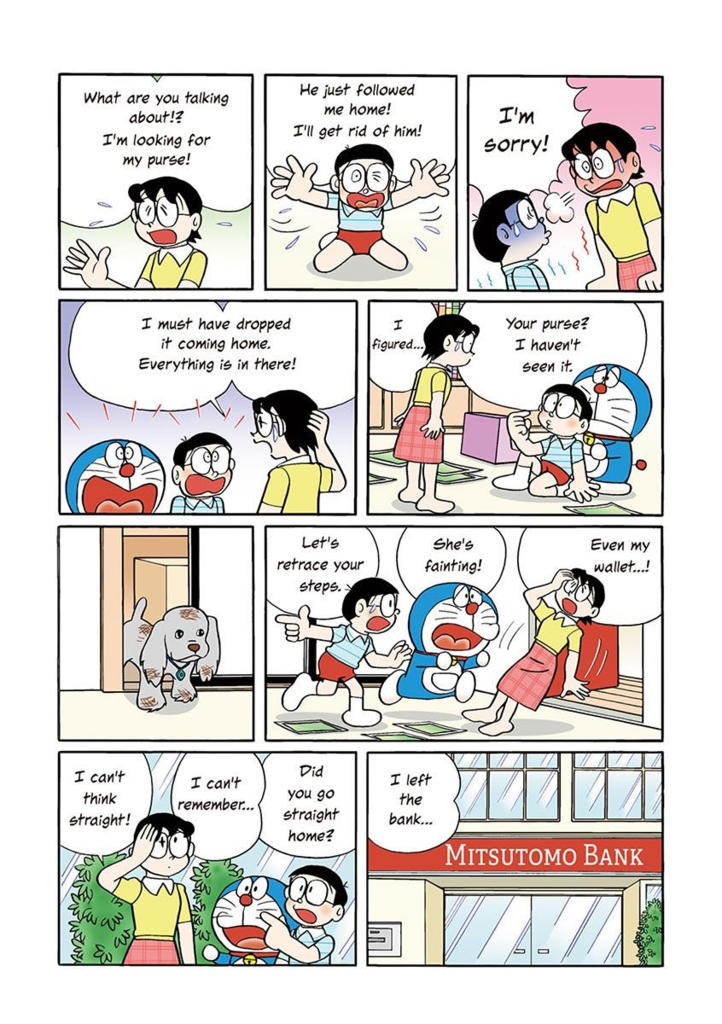 I'm
sorry!
He just followed
me home!
I'll get rid of him!
What are you talking
about!?
I'm looking for
my purse!
Your purse?
I haven't
seen it.
I
figured...
I must have dropped
it coming home.
Everything is in there!
Even my
wallet...!
She's
fainting!
Let's
retrace your
steps.
I left
the
bank...
MITSUTOMO BANK
Did
you go
straight
home?
I can't
remember...
I can't
think
straight!